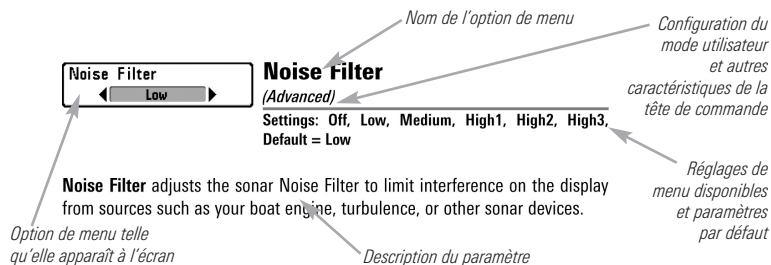 Nom de l'option de menu
Configuration du
mode utilisateur
et autres
caractéristiques de la
tête de commande
Noise Filter
Low
Noise Filter
(Advanced)
Settings: Off, Low, Medium, High1, High2, High3,
Default = Low
Réglages de
menu disponibles
et paramètres
par défaut
Noise Filter adjusts the sonar Noise Filter to limit interference on the display
from sources such as your boat engine, turbulence, or other sonar devices.
Option de menu telle
qu'elle apparaît à l'écran
Description du paramètre